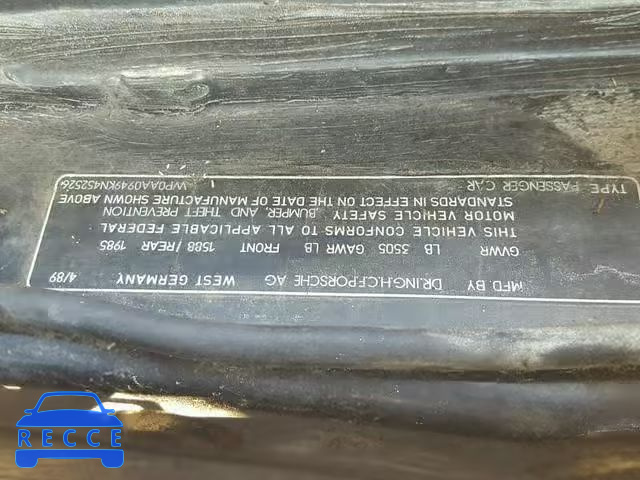 MFD BY DR.ING.H.C.F.PORSCHE AG WEST GERMANY 4/89
GVWR LB 3505 GAWR LB FRONT 1588 /REAR 1985
THIS VEHICLE CONFORMS TO ALL APPLICABLE FEDERAL
MOTOR VEHICLE SAFETY, BUMPER, AND THEFT PREVENTION
STANDARDS IN EFFECT ON THE DATE OF MANUFACTURE SHOWN ABOVE
TYPE: PASSENGER CAR WP0AA0949KN452526
RECCE